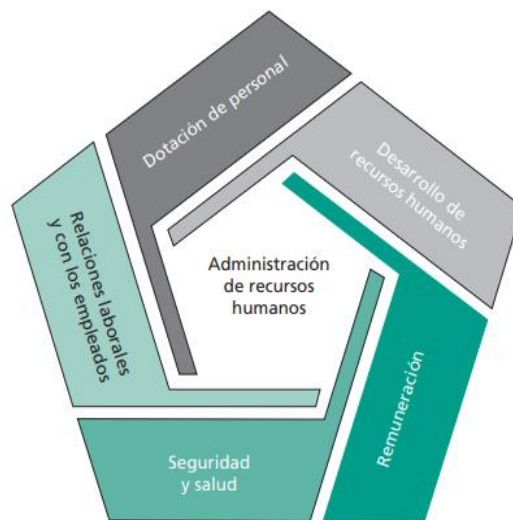 Dotación de personal
Desarrollo de
recursos humanos
Relaciones laborales
y con los empleados
Administración
de recursos
humanos
Remuneración
Seguridad
y salud